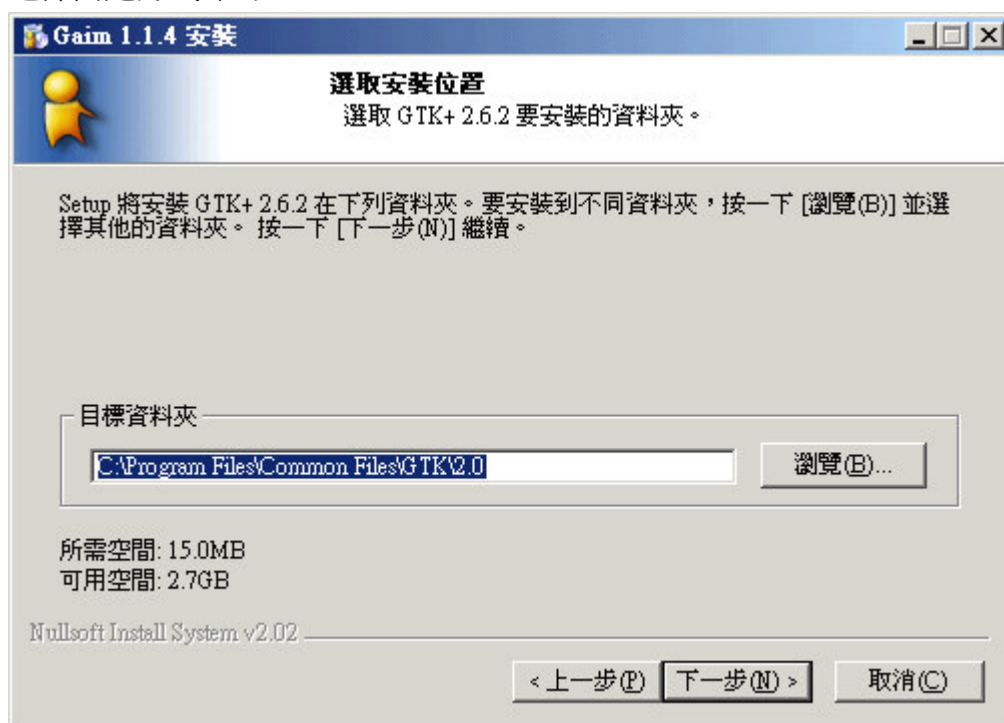 Gaim 1.1.4 安裝
選取安裝位置
選取 GTK+ 2.6.2 要安裝的資料夾。
Setup 將安裝 GTK+ 2.6.2 在下列資料夾。要安裝到不同資料夾，按一下 [瀏覽(B)] 並選
擇其他的資料夾。 按一下 [下一步(N)] 繼續。
目標資料夾
C:\Program Files\Common Files\GTK\2.0
瀏覽(B)...
所需空間: 15.0MB
可用空間: 2.7GB
Nullsoft Install System v2.02
< 上一步(P) 下一步(N) > 取消(C)